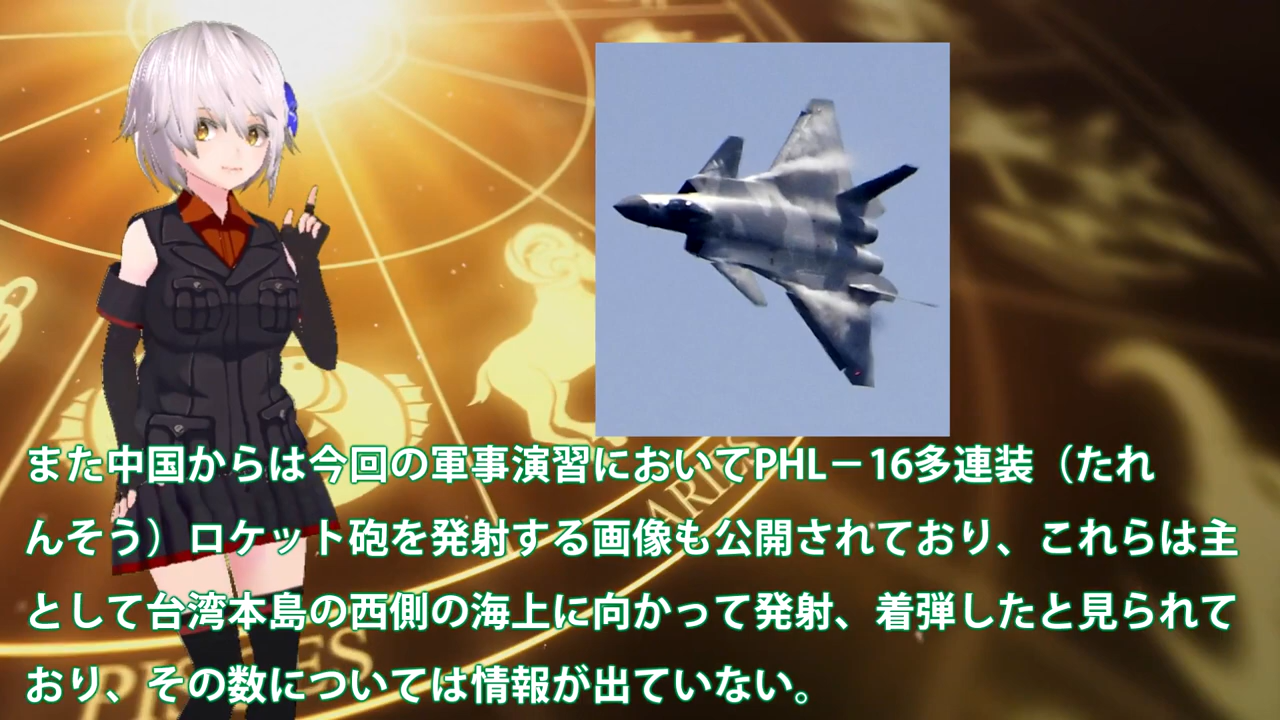 また中国からは今回の軍事演習においてPHL－16多連装（たれ
んそう）ロケット砲を発射する画像も公開されており、これらは主
として台湾本島の西側の海上に向かって発射、着弾したと見られて
おり、その数については情報が出ていない。
ARIES